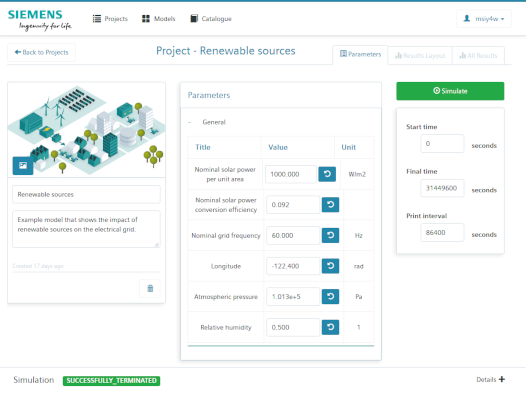 SIEMENS
Ingenuity for life
Projects
Models
Catalogue
msiy4w
Back to Projects
Project - Renewable sources
Parameters
Results Layout
All Results
Renewable sources
Example model that shows the impact of
renewable sources on the electrical grid.
Created 17 days ago
Parameters
- General
Title Value Unit
Nominal solar power
per unit area
1000.000
W/m2
Nominal solar power
conversion efficiency
0.092
Nominal grid frequency
60.000
Hz
Longitude
-122.400
rad
Atmospheric pressure
1.013e+5
Pa
Relative humidity
0.500
1
Simulate
Start time
0
seconds
Final time
31449600
seconds
Print interval
86400
seconds
Simulation SUCCESSFULLY_TERMINATED
Details +